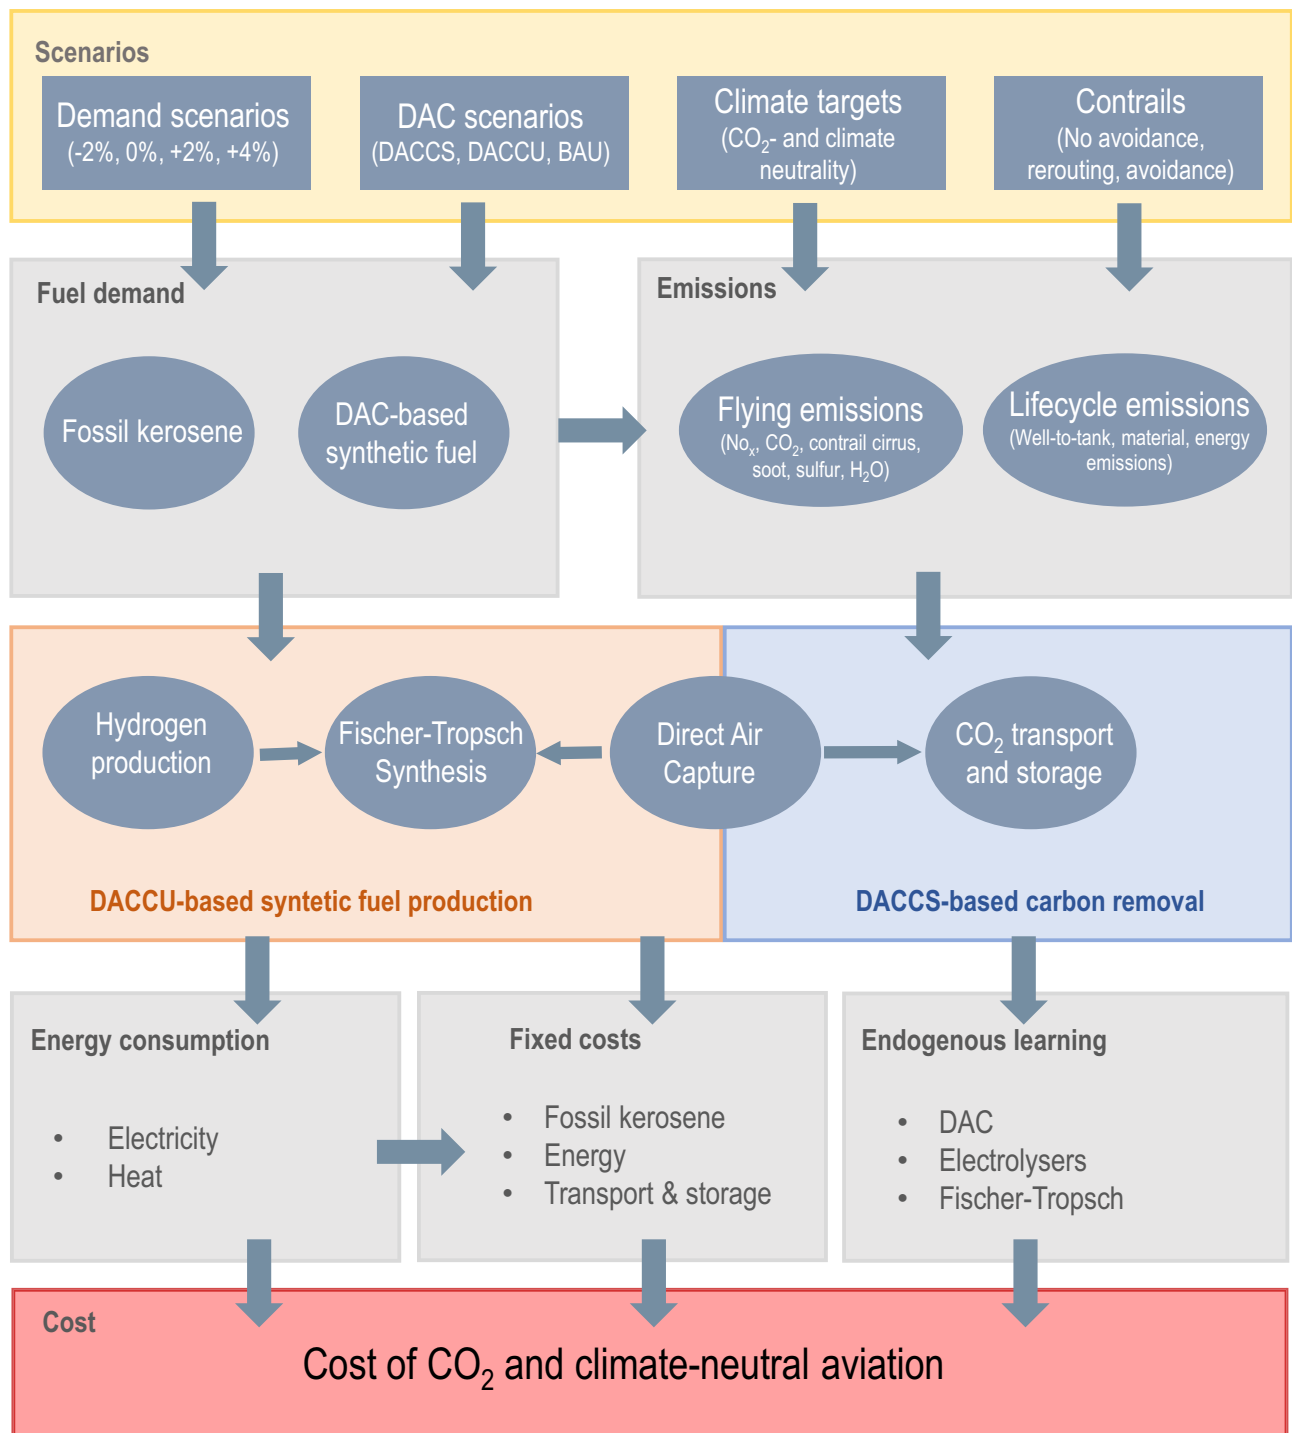 Scenarios
Demand scenarios
(-2%, 0%, +2%, +4%)
DAC scenarios
(DACCS, DACCU, BAU)
Climate targets
(CO₂- and climate
neutrality)
Contrails
(No avoidance,
rerouting, avoidance)
Fuel demand
Fossil kerosene
DAC-based
synthetic fuel
Emissions
Flying emissions
(Noₓ, CO₂, contrail cirrus,
soot, sulfur, H₂O)
Lifecycle emissions
(Well-to-tank, material, energy
emissions)
Hydrogen
production
Fischer-Tropsch
Synthesis
Direct Air
Capture
CO₂ transport
and storage
DACCU-based syntetic fuel production
DACCS-based carbon removal
Energy consumption
• Electricity
• Heat
Fixed costs
• Fossil kerosene
• Energy
• Transport & storage
Endogenous learning
• DAC
• Electrolysers
• Fischer-Tropsch
Cost
Cost of CO₂ and climate-neutral aviation